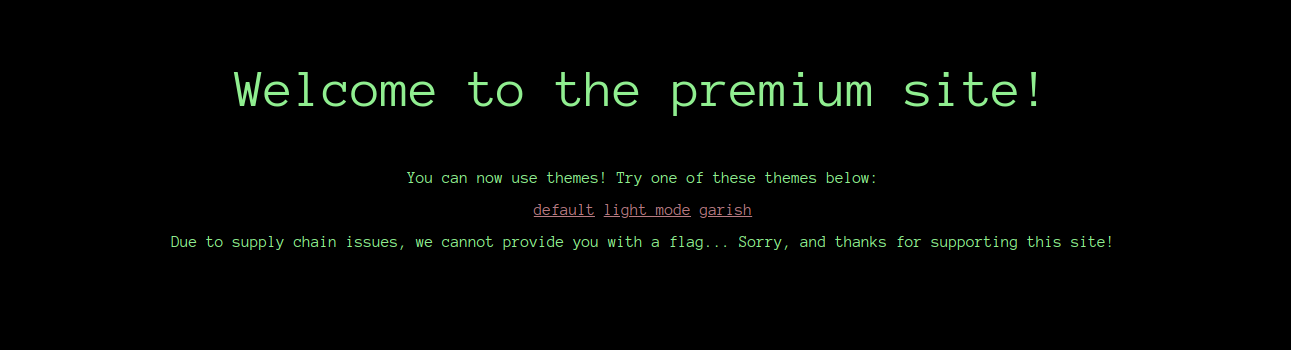 Welcome to the premium site!
You can now use themes! Try one of these themes below:
default light mode garish
Due to supply chain issues, we cannot provide you with a flag... Sorry, and thanks for supporting this site!